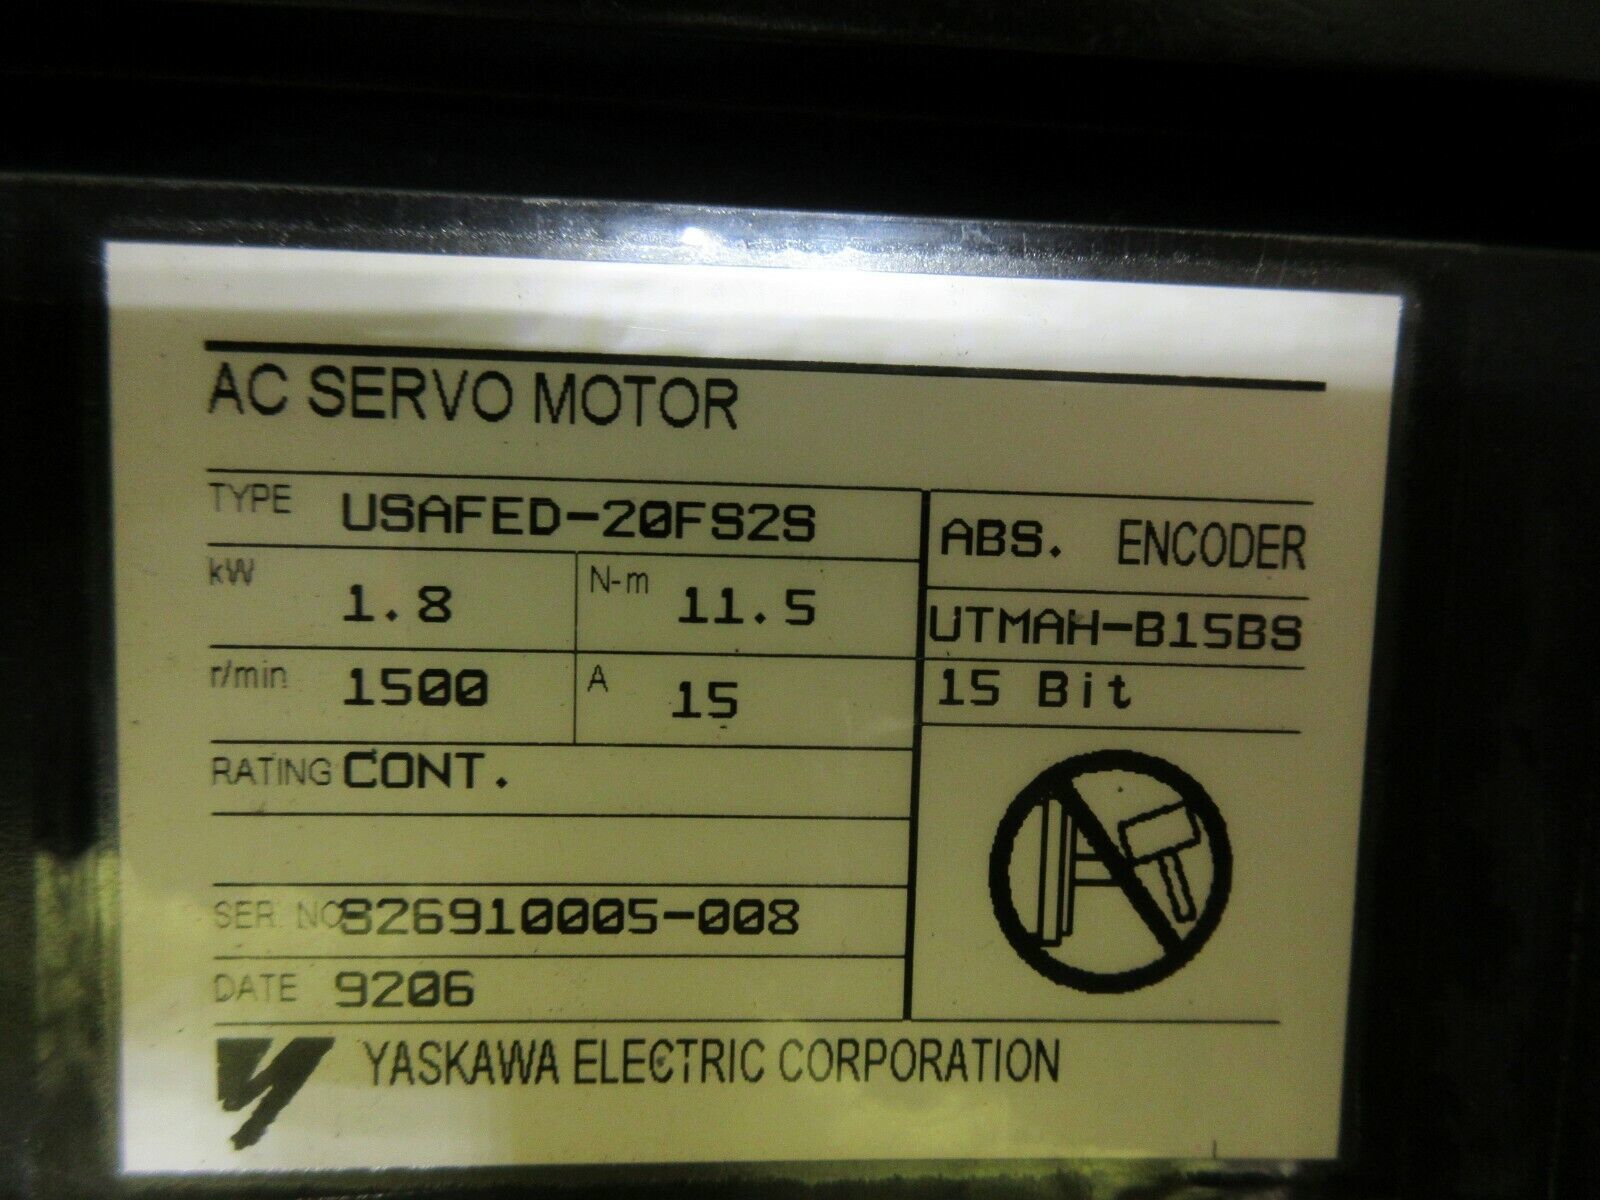 AC SERVO MOTOR
TYPE USAFED-20FS2S
ABS. ENCODER
kW 1.8 N-m 11.5
UTMAH-B15BS
r/min 1500 A 15
15 Bit
RATING CONT.
SER. NO 826910005-008
DATE 9206
YASKAWA ELECTRIC CORPORATION